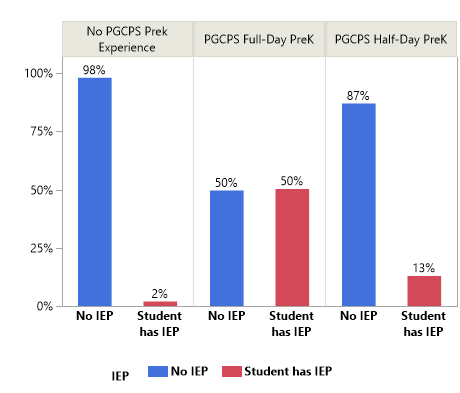 No PGCPS Prek
Experience
PGCPS Full-Day PreK
PGCPS Half-Day PreK
100%
75%
50%
25%
0%
98%
2%
50%
50%
87%
13%
No IEP
Student
has IEP
No IEP
Student
has IEP
No IEP
Student
has IEP
IEP
No IEP
Student has IEP